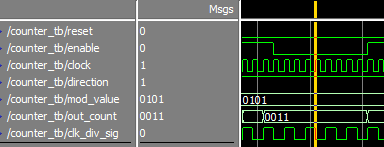 Msgs
/counter_tb/reset 0
/counter_tb/enable 0
/counter_tb/clock 1
/counter_tb/direction 1
/counter_tb/mod_value 0101 0101
/counter_tb/out_count 0011 0011
/counter_tb/clk_div_sig 0